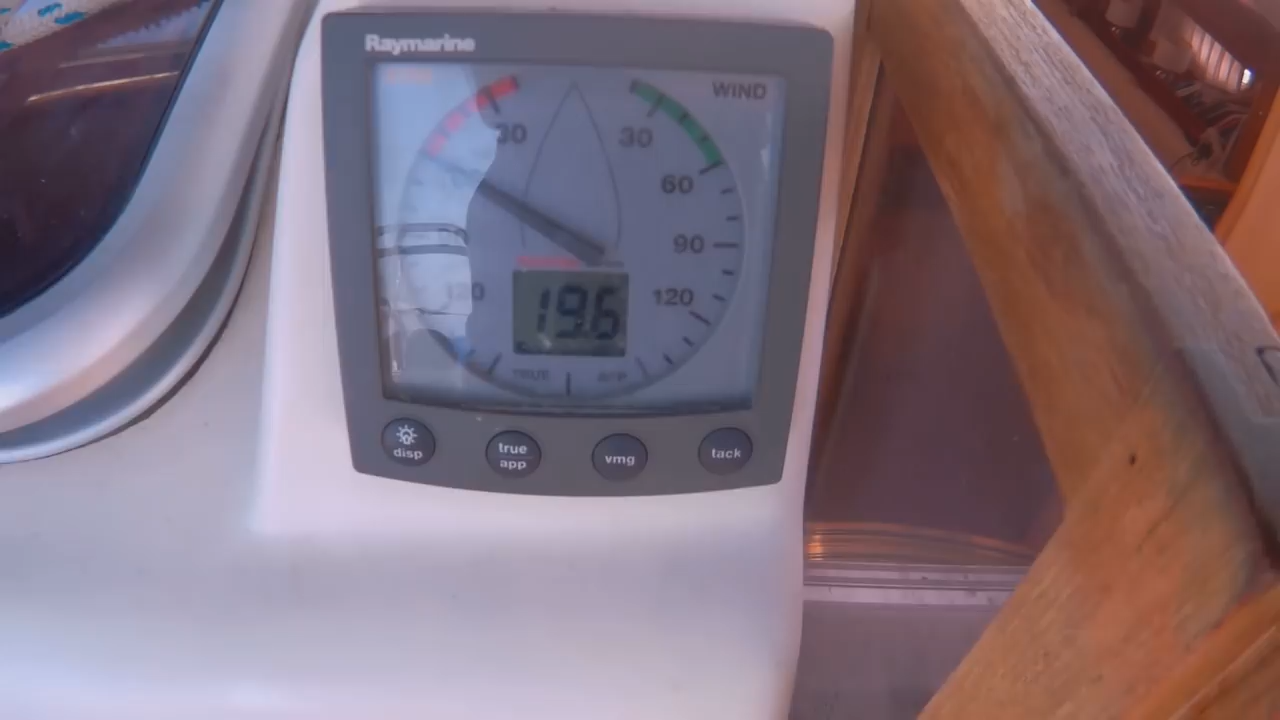 Raymarine
WIND
30 30
60
90
120 120
19.6
TRUE APP
disp
true
app
vmg
tack